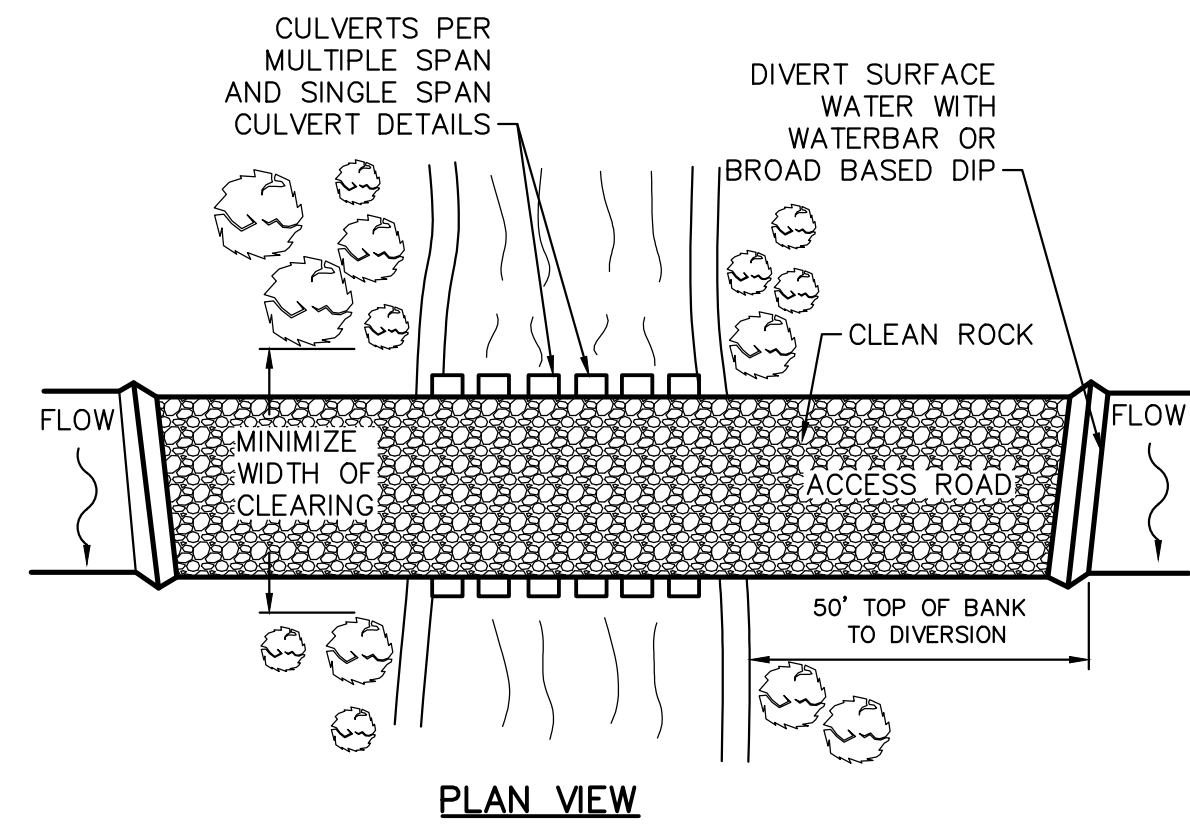 CULVERTS PER
MULTIPLE SPAN
AND SINGLE SPAN
CULVERT DETAILS
DIVERT SURFACE
WATER WITH
WATERBAR OR
BROAD BASED DIP
CLEAN ROCK
FLOW
MINIMIZE
WIDTH OF
CLEARING
ACCESS ROAD
FLOW
50' TOP OF BANK
TO DIVERSION
PLAN VIEW